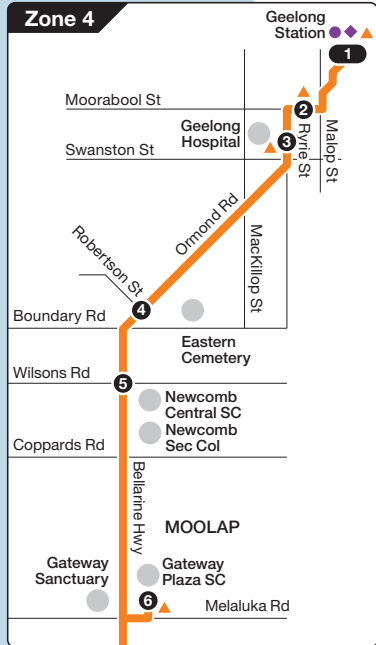 Zone 4
Geelong
Station
1
Moorabool St
2
Geelong
Hospital
3
Ryrie St
Malop St
Swanston St
Ormond Rd
MacKillop St
Robertson St
4
Boundary Rd
Eastern
Cemetery
Wilsons Rd
5
Newcomb
Central SC
Newcomb
Sec Col
Coppards Rd
Bellarine Hwy
MOOLAP
Gateway
Sanctuary
Gateway
Plaza SC
6
Melaluka Rd